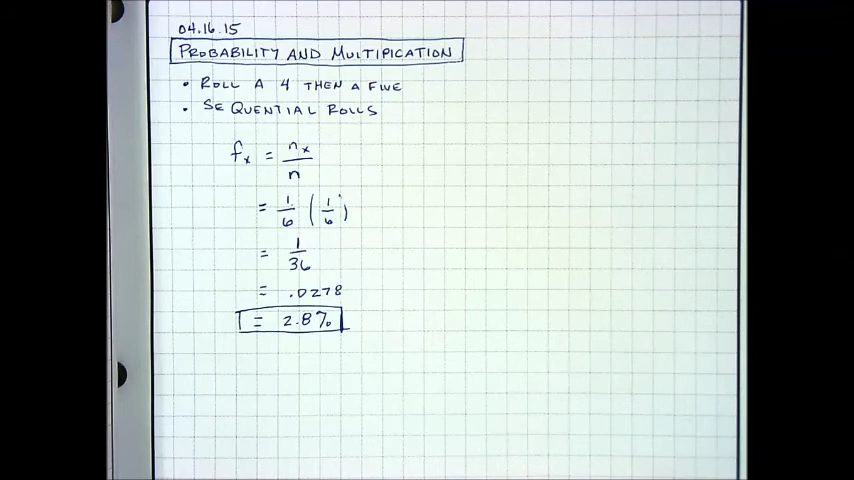 04.16.15
PROBABILITY AND MULTIPICATION
• ROLL A 4 THEN A FIVE
• SEQUENTIAL ROLLS
fx = nx / n
= 1/6 (1/6)
= 1/36
= .0278
= 2.8%